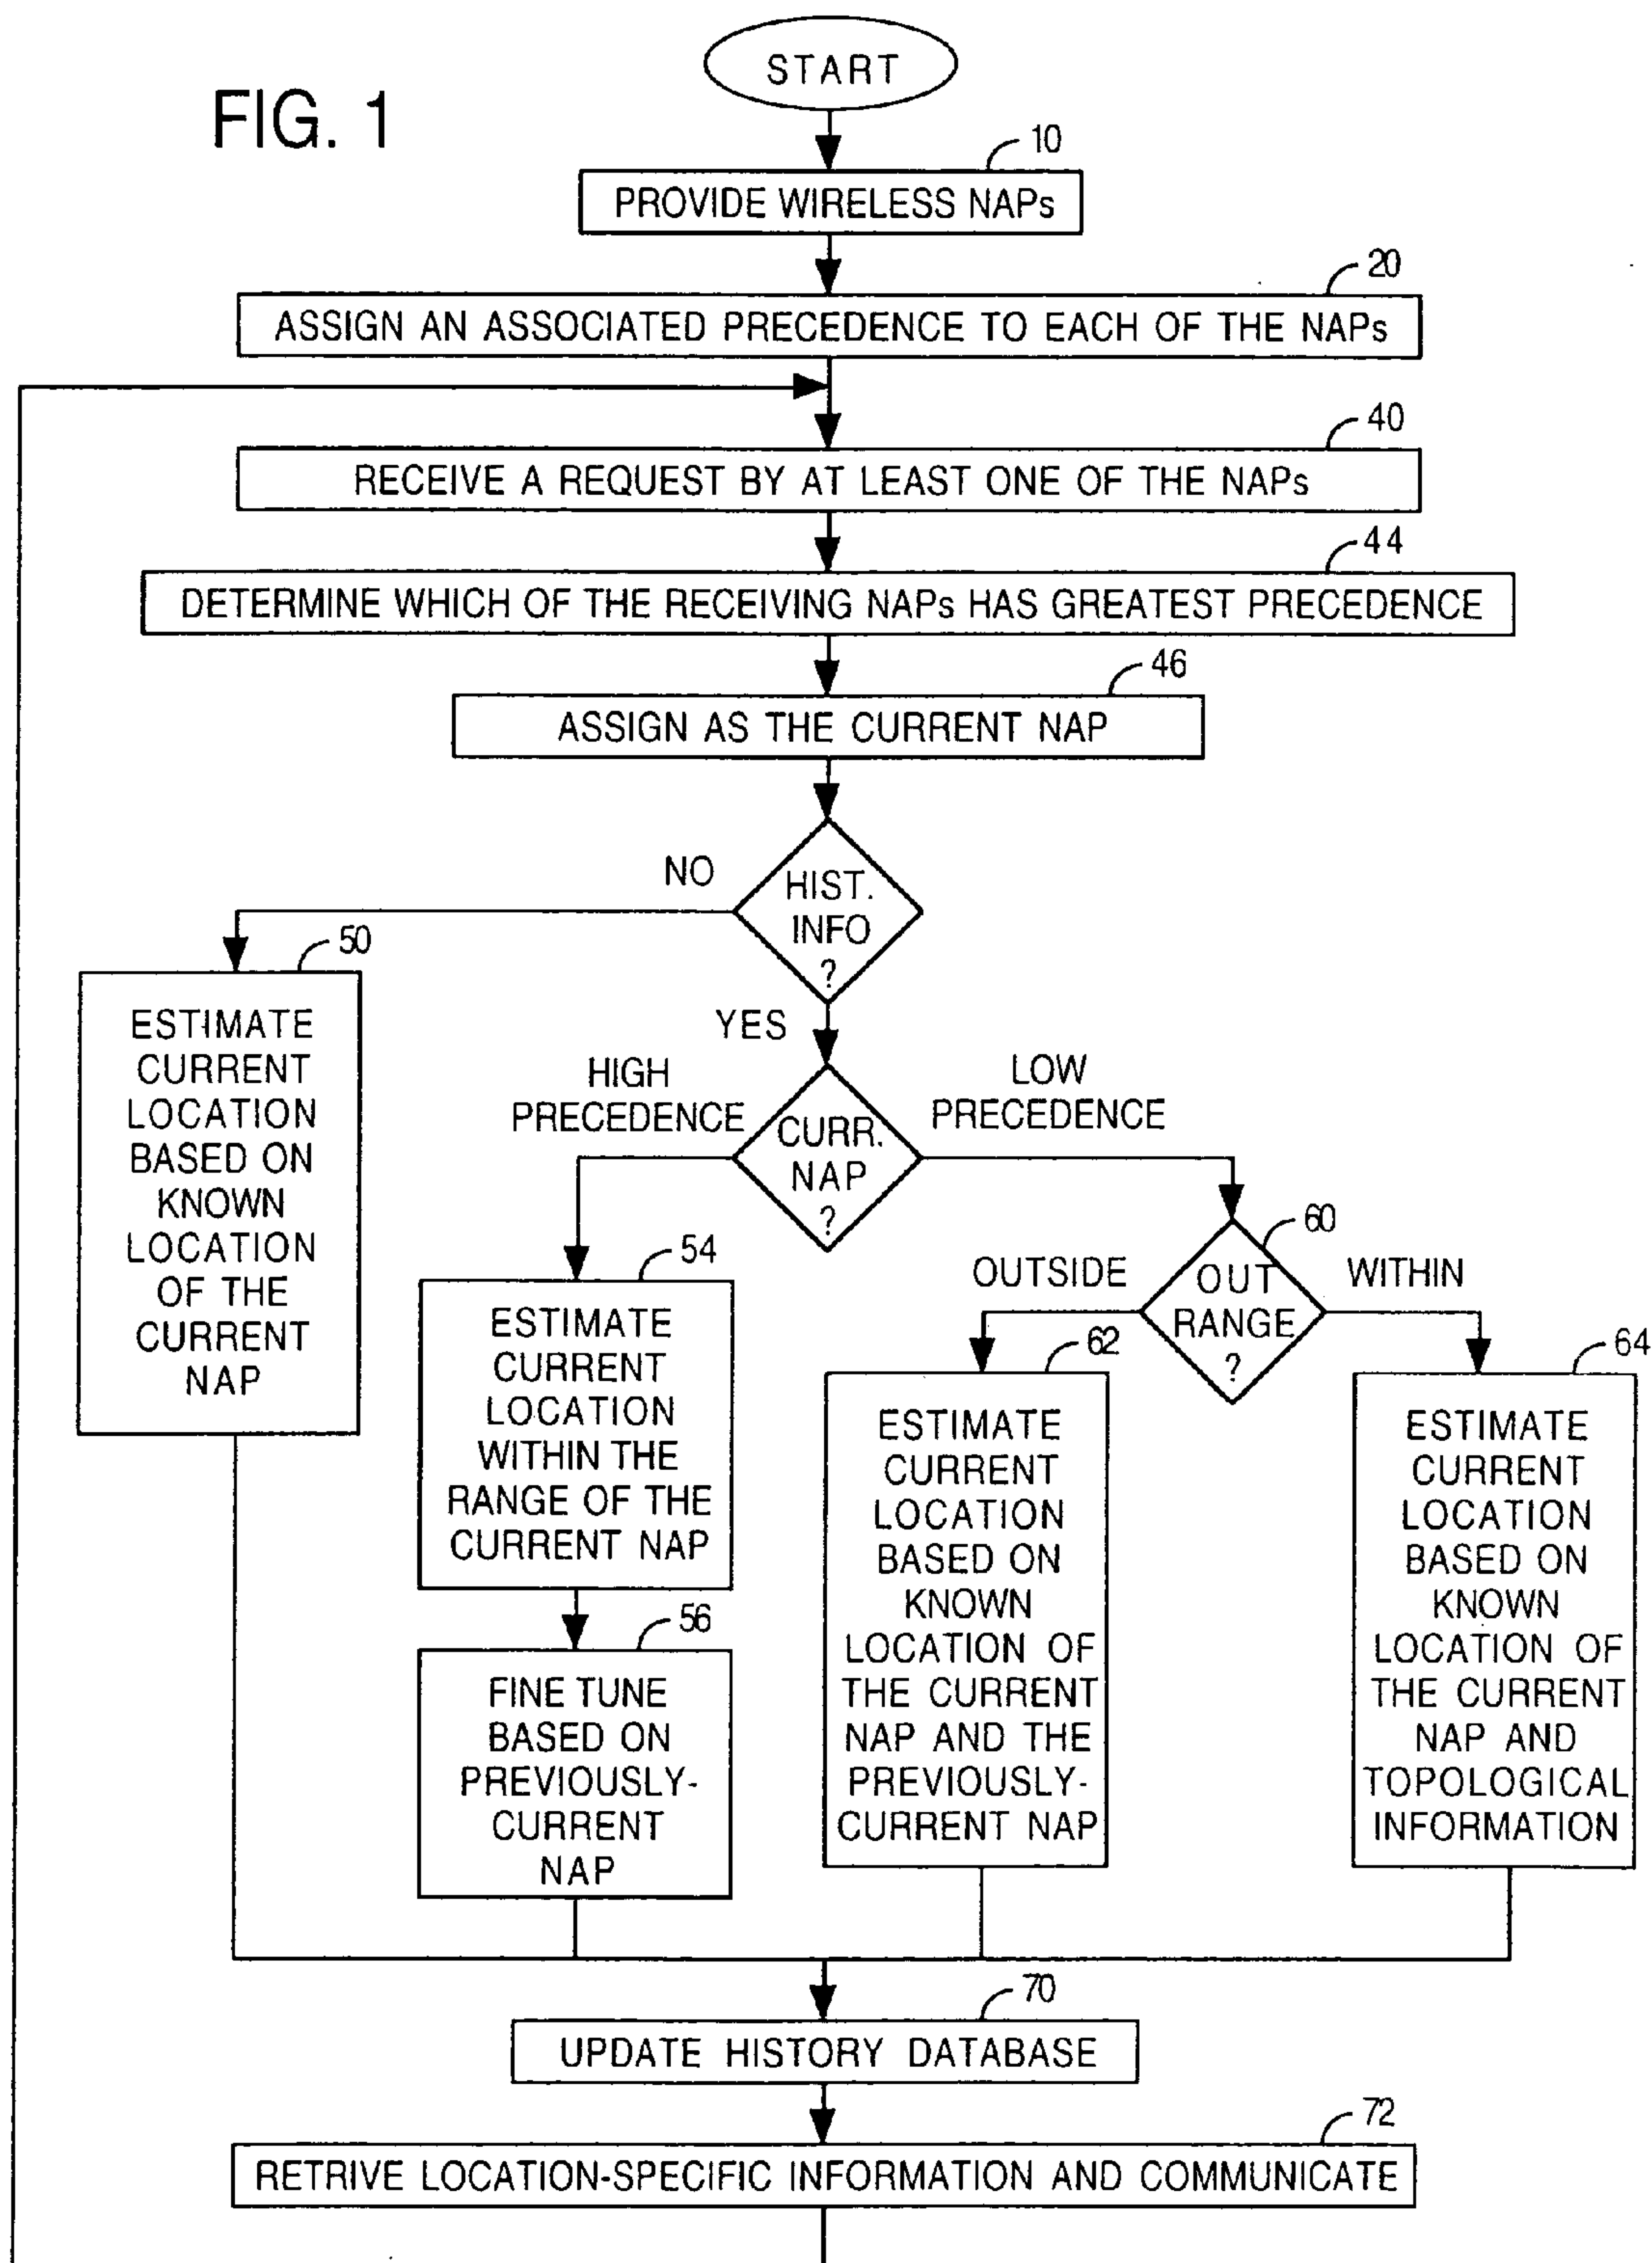 START
FIG. 1
10
PROVIDE WIRELESS NAPs
20
ASSIGN AN ASSOCIATED PRECEDENCE TO EACH OF THE NAPs
40
RECEIVE A REQUEST BY AT LEAST ONE OF THE NAPs
44
DETERMINE WHICH OF THE RECEIVING NAPs HAS GREATEST PRECEDENCE
46
ASSIGN AS THE CURRENT NAP
NO
HIST.
INFO
?
50
ESTIMATE
CURRENT
LOCATION
BASED ON
KNOWN
LOCATION
OF THE
CURRENT
NAP
YES
HIGH
PRECEDENCE
LOW
PRECEDENCE
CURR.
NAP
?
54
ESTIMATE
CURRENT
LOCATION
WITHIN THE
RANGE OF THE
CURRENT NAP
56
FINE TUNE
BASED ON
PREVIOUSLY-
CURRENT
NAP
60
OUTSIDE
OUT
RANGE
?
WITHIN
62
ESTIMATE
CURRENT
LOCATION
BASED ON
KNOWN
LOCATION OF
THE CURRENT
NAP AND THE
PREVIOUSLY-
CURRENT NAP
64
ESTIMATE
CURRENT
LOCATION
BASED ON
KNOWN
LOCATION OF
THE CURRENT
NAP AND
TOPOLOGICAL
INFORMATION
70
UPDATE HISTORY DATABASE
72
RETRIVE LOCATION-SPECIFIC INFORMATION AND COMMUNICATE